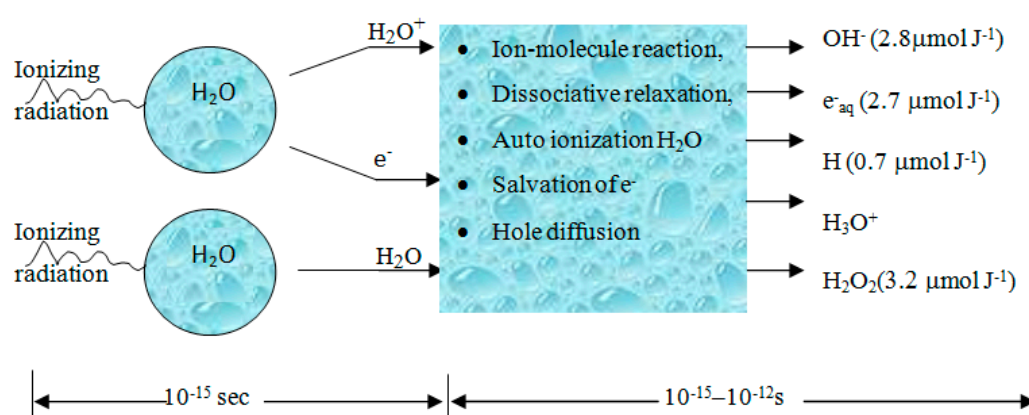 Ionizing
radiation
H₂O
H₂O⁺
e⁻
Ionizing
radiation
H₂O
H₂O
• Ion-molecule reaction,
• Dissociative relaxation,
• Auto ionization H₂O
• Salvation of e⁻
• Hole diffusion
OH⁻ (2.8μmol J⁻¹)
e⁻aq (2.7 μmol J⁻¹)
H (0.7 μmol J⁻¹)
H₃O⁺
H₂O₂(3.2 μmol J⁻¹)
10⁻¹⁵ sec
10⁻¹⁵–10⁻¹²s